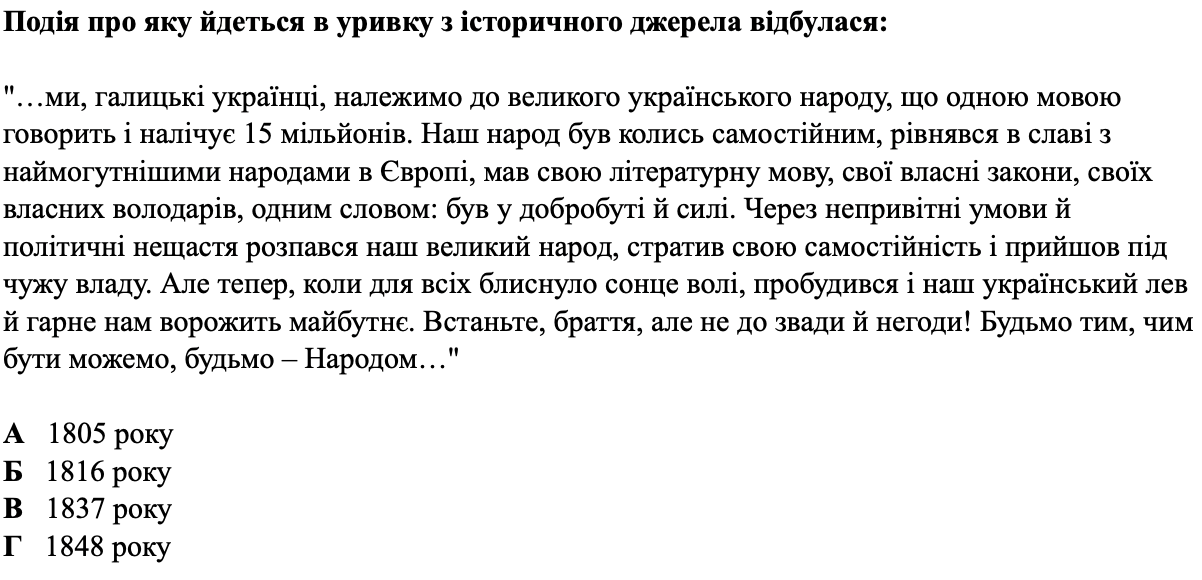 Подія про яку йдеться в уривку з історичного джерела відбулася:
"…ми, галицькі українці, належимо до великого українського народу, що одною мовою
говорить і налічує 15 мільйонів. Наш народ був колись самостійним, рівнявся в славі з
наймогутнішими народами в Європі, мав свою літературну мову, свої власні закони, своїх
власних володарів, одним словом: був у добробуті й силі. Через непривітні умови й
політичні нещастя розпався наш великий народ, стратив свою самостійність і прийшов під
чужу владу. Але тепер, коли для всіх блиснуло сонце волі, пробудився і наш український лев
й гарне нам ворожить майбутнє. Встаньте, браття, але не до звади й негоди! Будьмо тим, чим
бути можемо, будьмо – Народом…"
А 1805 року
Б 1816 року
В 1837 року
Г 1848 року